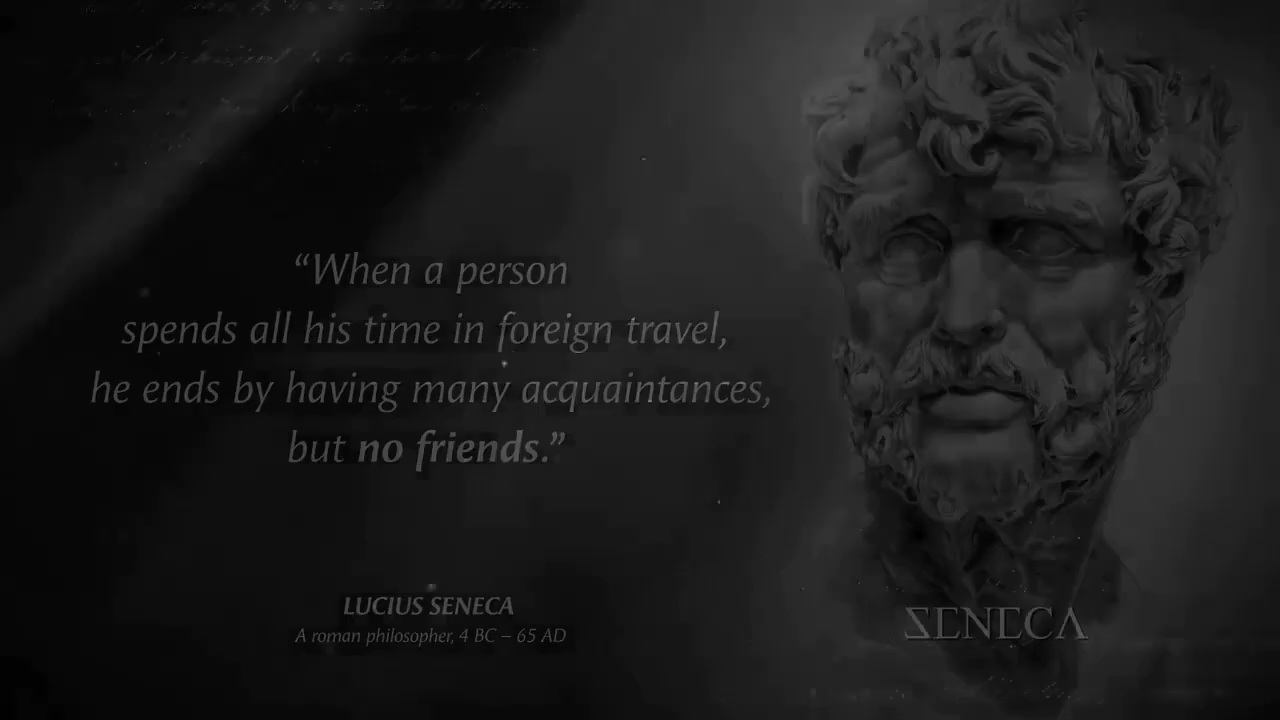 “When a person
spends all his time in foreign travel,
he ends by having many acquaintances,
but no friends.”
LUCIUS SENECA
A roman philosopher, 4 BC – 65 AD
SENECA